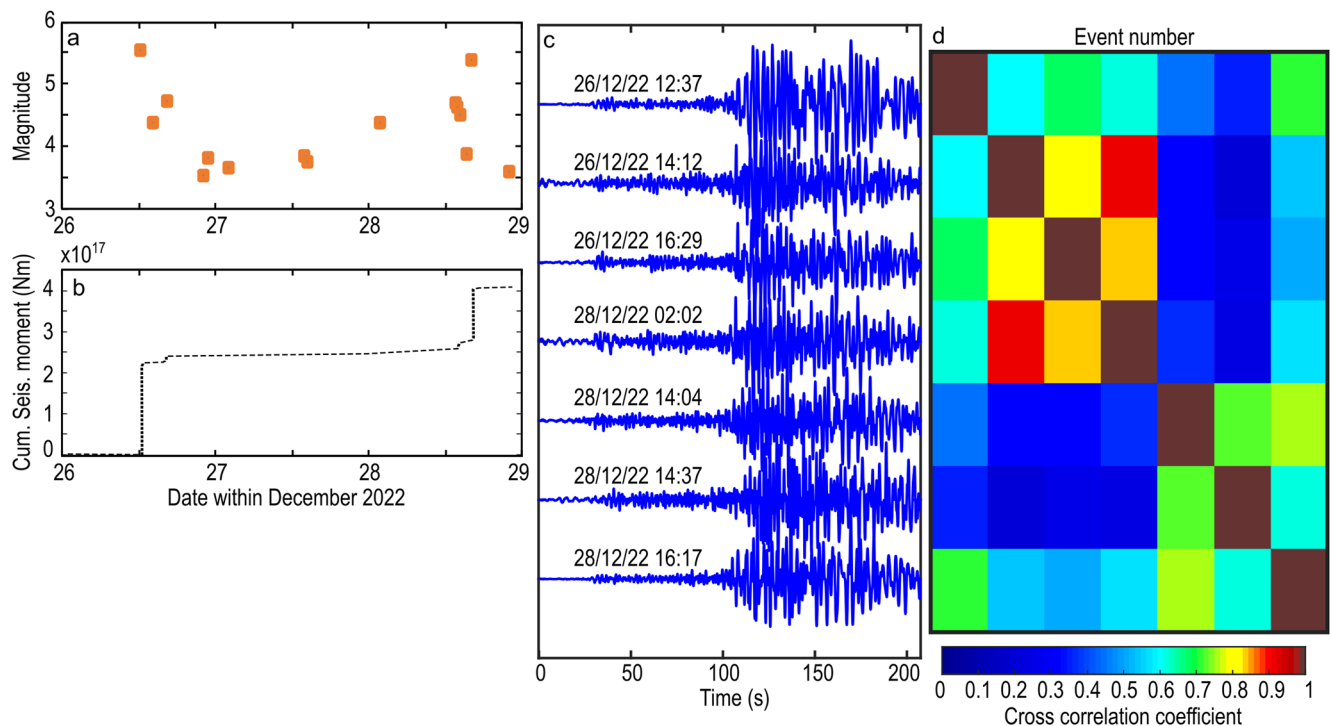 a
Magnitude
6
5
4
3
26 27 28 29
x10^17
b
Cum. Seis. moment (Nm)
4
3
2
1
0
26 27 28 29
Date within December 2022
c
26/12/22 12:37
26/12/22 14:12
26/12/22 16:29
28/12/22 02:02
28/12/22 14:04
28/12/22 14:37
28/12/22 16:17
0 50 100 150 200
Time (s)
d
Event number
0 0.1 0.2 0.3 0.4 0.5 0.6 0.7 0.8 0.9 1
Cross correlation coefficient